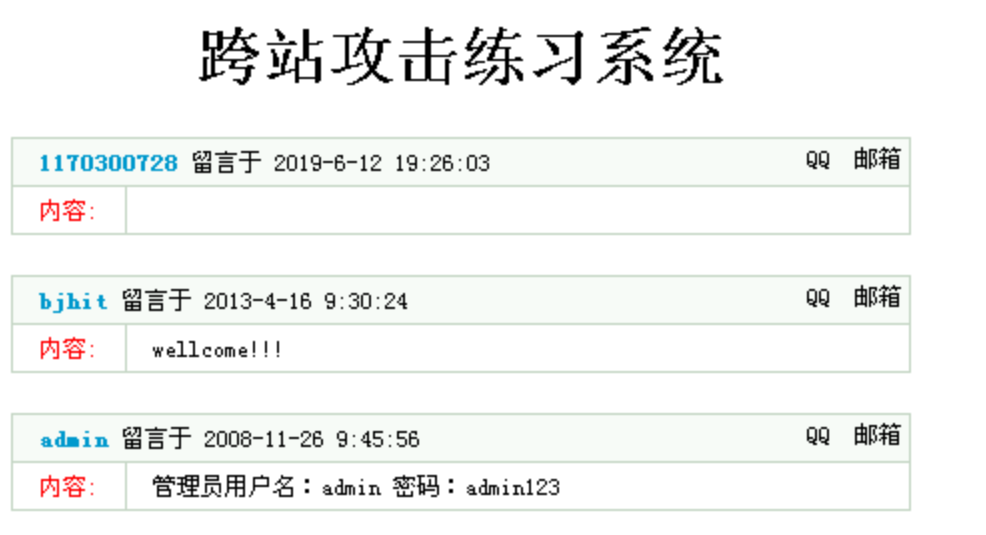 跨站攻击练习系统
1170300728 留言于 2019-6-12 19:26:03 QQ 邮箱
内容:
bjhit 留言于 2013-4-16 9:30:24 QQ 邮箱
内容: wellcome!!!
admin 留言于 2008-11-26 9:45:56 QQ 邮箱
内容: 管理员用户名：admin 密码：admin123